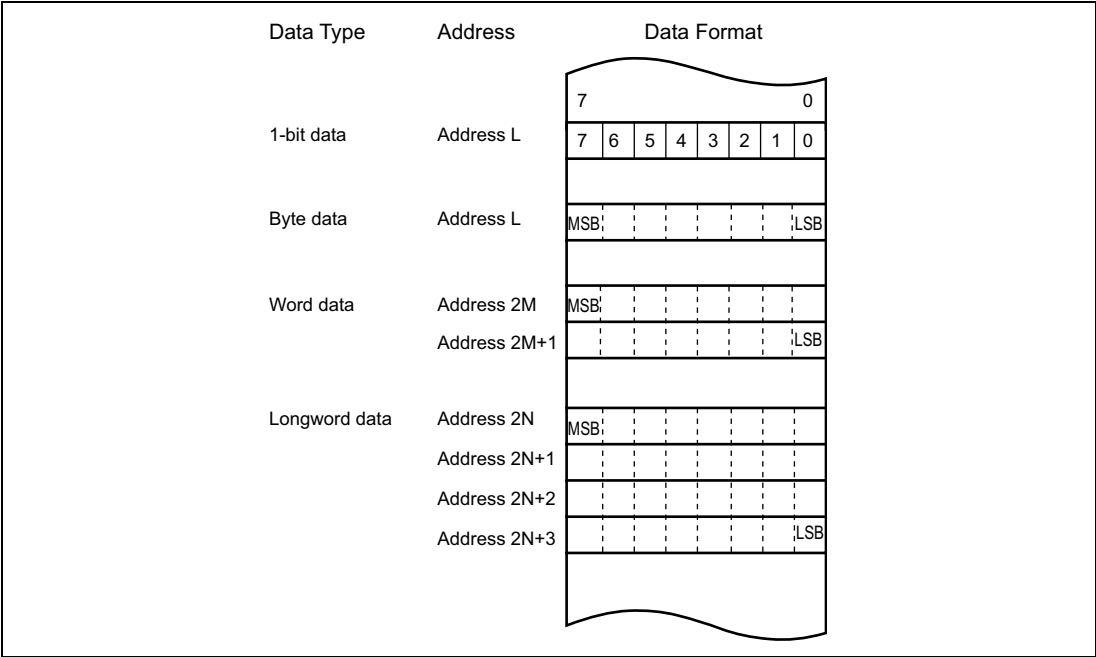 Data Type Address Data Format
7 0
1-bit data Address L 7 6 5 4 3 2 1 0
Byte data Address L MSB LSB
Word data Address 2M MSB
Address 2M+1 LSB
Longword data Address 2N MSB
Address 2N+1
Address 2N+2
Address 2N+3 LSB